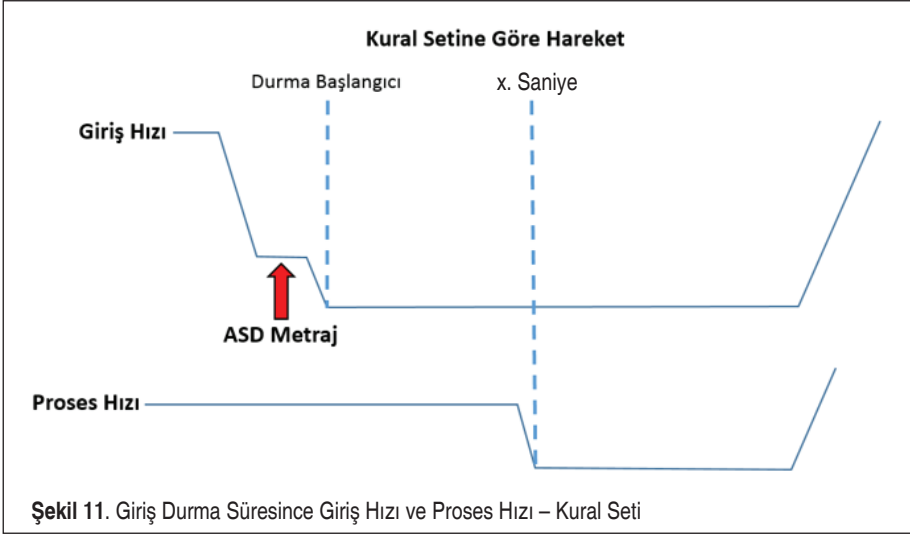 Kural Setine Göre Hareket
Durma Başlangıcı
x. Saniye
Giriş Hızı
ASD Metraj
Proses Hızı
Şekil 11. Giriş Durma Süresince Giriş Hızı ve Proses Hızı – Kural Seti